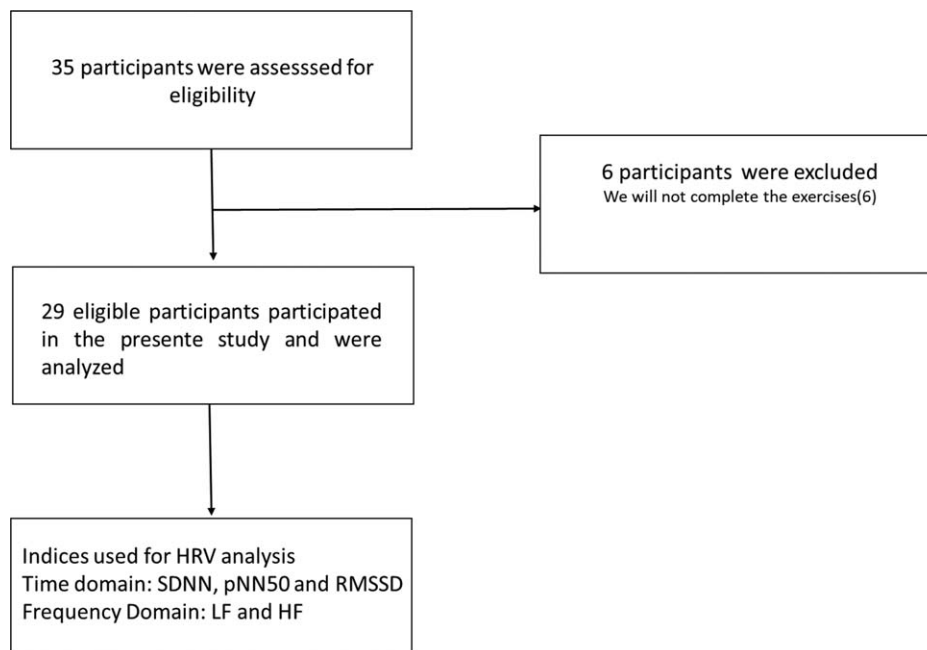 35 participants were assesssed for
eligibility
6 participants were excluded
We will not complete the exercises(6)
29 eligible participants participated
in the presente study and were
analyzed
Indices used for HRV analysis
Time domain: SDNN, pNN50 and RMSSD
Frequency Domain: LF and HF